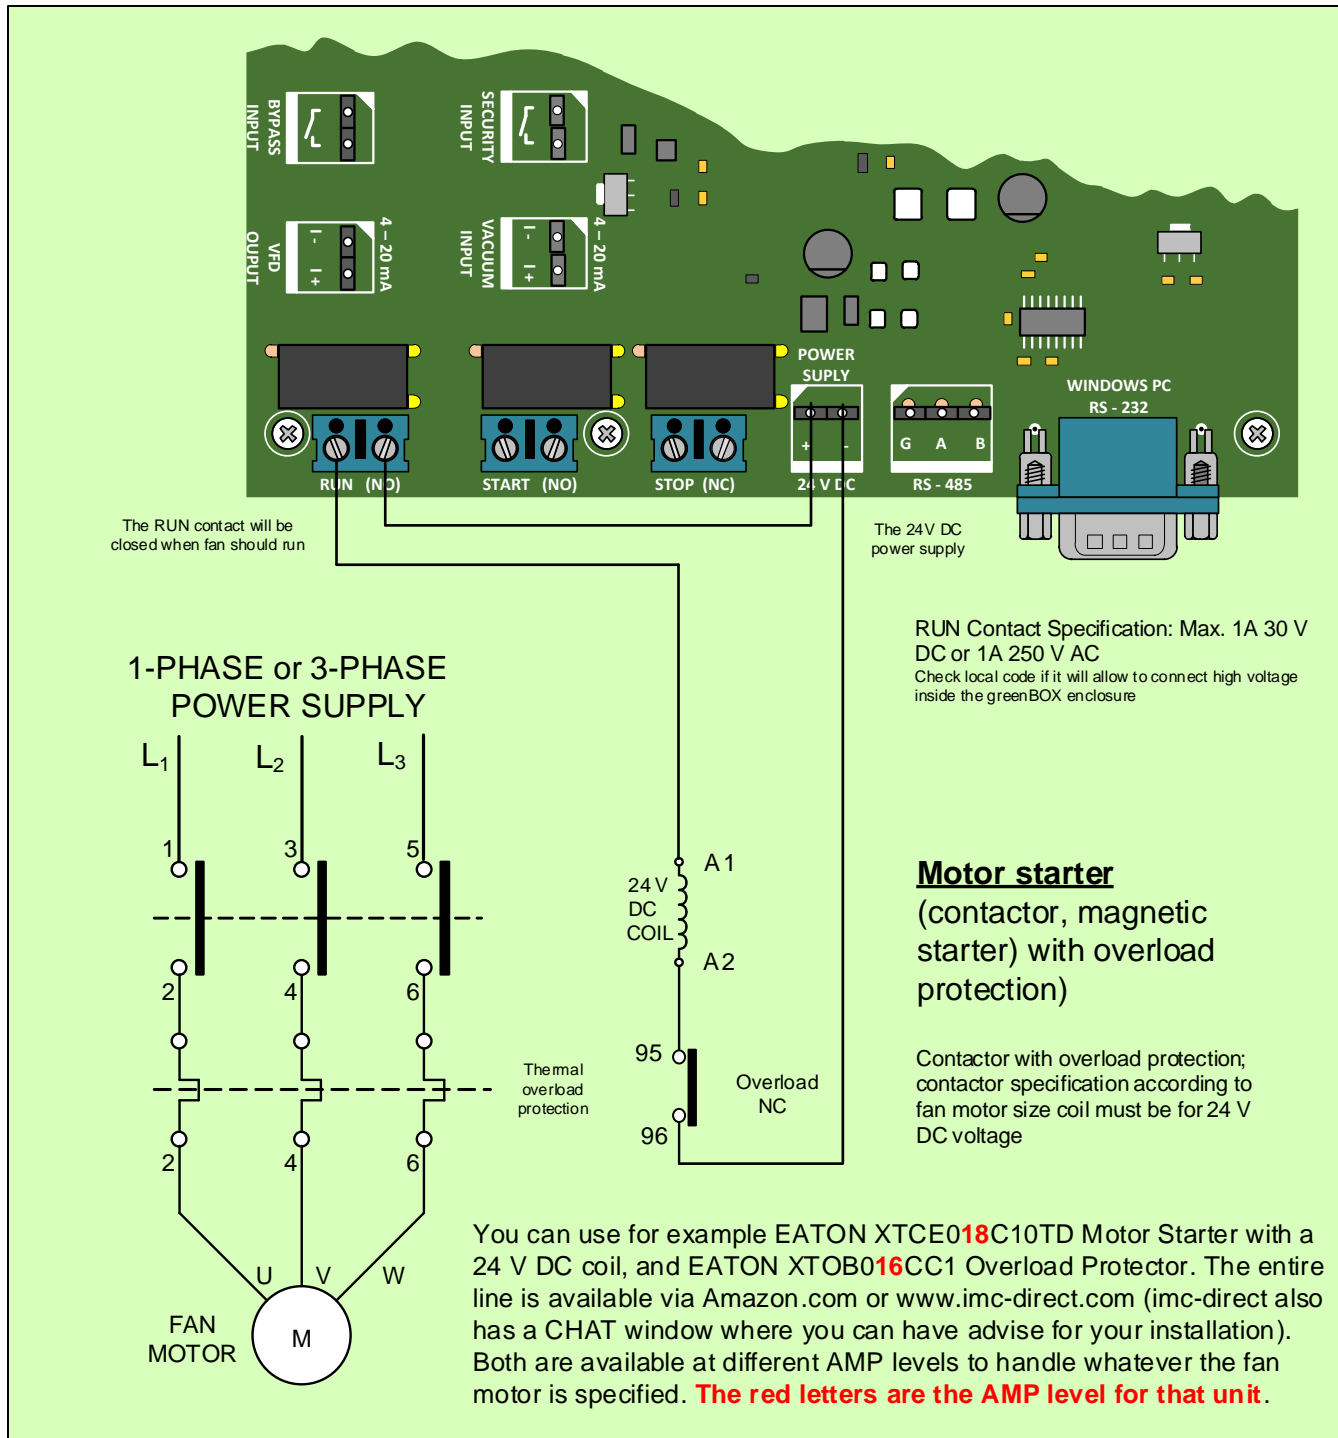 BYPASS
INPUT
SECURITY
INPUT
VFD
OUPUT
I - I +
4 – 20 mA
VACUUM
INPUT
I - I +
4 – 20 mA
POWER
SUPLY
WINDOWS PC
RS - 232
+ -
G A B
RUN (NO)
START (NO)
STOP (NC)
24 V DC
RS - 485
The RUN contact will be
closed when fan should run
The 24V DC
power supply
RUN Contact Specification: Max. 1A 30 V
DC or 1A 250 V AC
Check local code if it will allow to connect high voltage
inside the greenBOX enclosure
1-PHASE or 3-PHASE
POWER SUPPLY
L1 L2 L3
1 3 5
2 4 6
Thermal
overload
protection
2 4 6
U V W
FAN
MOTOR
M
A1
24 V
DC
COIL
A2
95
Overload
NC
96
Motor starter
(contactor, magnetic
starter) with overload
protection)
Contactor with overload protection;
contactor specification according to
fan motor size coil must be for 24 V
DC voltage
You can use for example EATON XTCE018C10TD Motor Starter with a
24 V DC coil, and EATON XTOB016CC1 Overload Protector. The entire
line is available via Amazon.com or www.imc-direct.com (imc-direct also
has a CHAT window where you can have advise for your installation).
Both are available at different AMP levels to handle whatever the fan
motor is specified. The red letters are the AMP level for that unit.